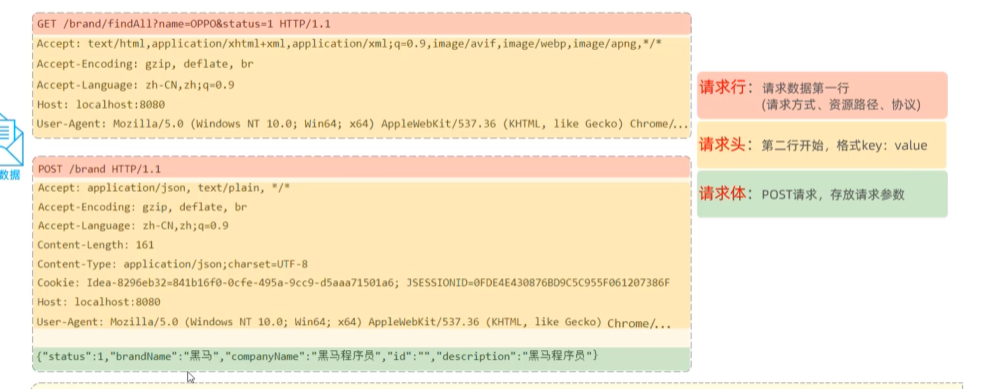 GET /brand/findAll?name=OPPO&status=1 HTTP/1.1
Accept: text/html,application/xhtml+xml,application/xml;q=0.9,image/avif,image/webp,image/apng,*/*
Accept-Encoding: gzip, deflate, br
Accept-Language: zh-CN,zh;q=0.9
Host: localhost:8080
User-Agent: Mozilla/5.0 (Windows NT 10.0; Win64; x64) AppleWebKit/537.36 (KHTML, like Gecko) Chrome/...
POST /brand HTTP/1.1
Accept: application/json, text/plain, */*
Accept-Encoding: gzip, deflate, br
Accept-Language: zh-CN,zh;q=0.9
Content-Length: 161
Content-Type: application/json;charset=UTF-8
Cookie: Idea-8296eb32=841b16f0-0cfe-495a-9cc9-d5aaa71501a6; JSESSIONID=0FDE4E430876BD9C5C955F061207386F
Host: localhost:8080
User-Agent: Mozilla/5.0 (Windows NT 10.0; Win64; x64) AppleWebKit/537.36 (KHTML, like Gecko) Chrome/...
{"status":1,"brandName":"黑马","companyName":"黑马程序员","id":"","description":"黑马程序员"}
请求行：请求数据第一行
(请求方式、资源路径、协议)
请求头：第二行开始，格式key：value
请求体：POST请求，存放请求参数
数据